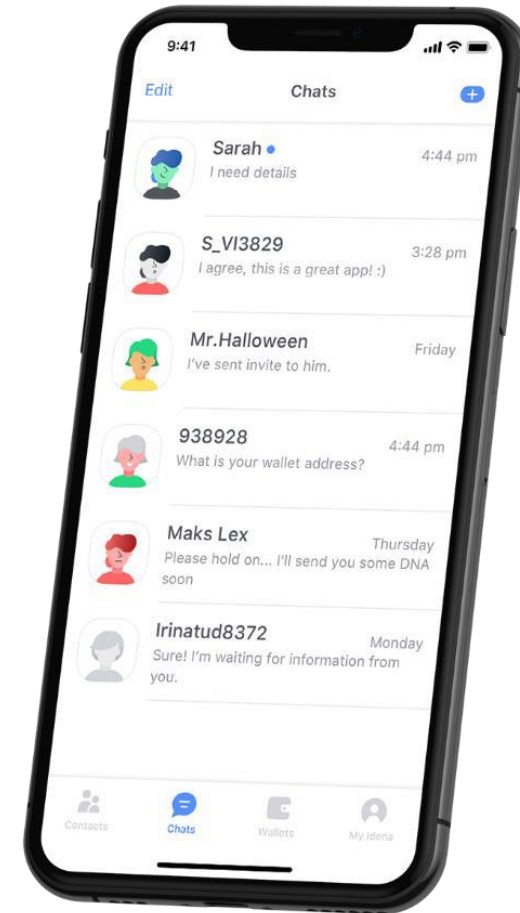 9:41
Edit
Chats
Sarah
4:44 pm
I need details
S_VI3829
3:28 pm
I agree, this is a great app! :)
Mr.Halloween
Friday
I've sent invite to him.
938928
4:44 pm
What is your wallet address?
Maks Lex
Thursday
Please hold on... I'll send you some DNA
soon
Irinatud8372
Monday
Sure! I'm waiting for information from
you.
Contacts
Chats
Wallets
My Idena